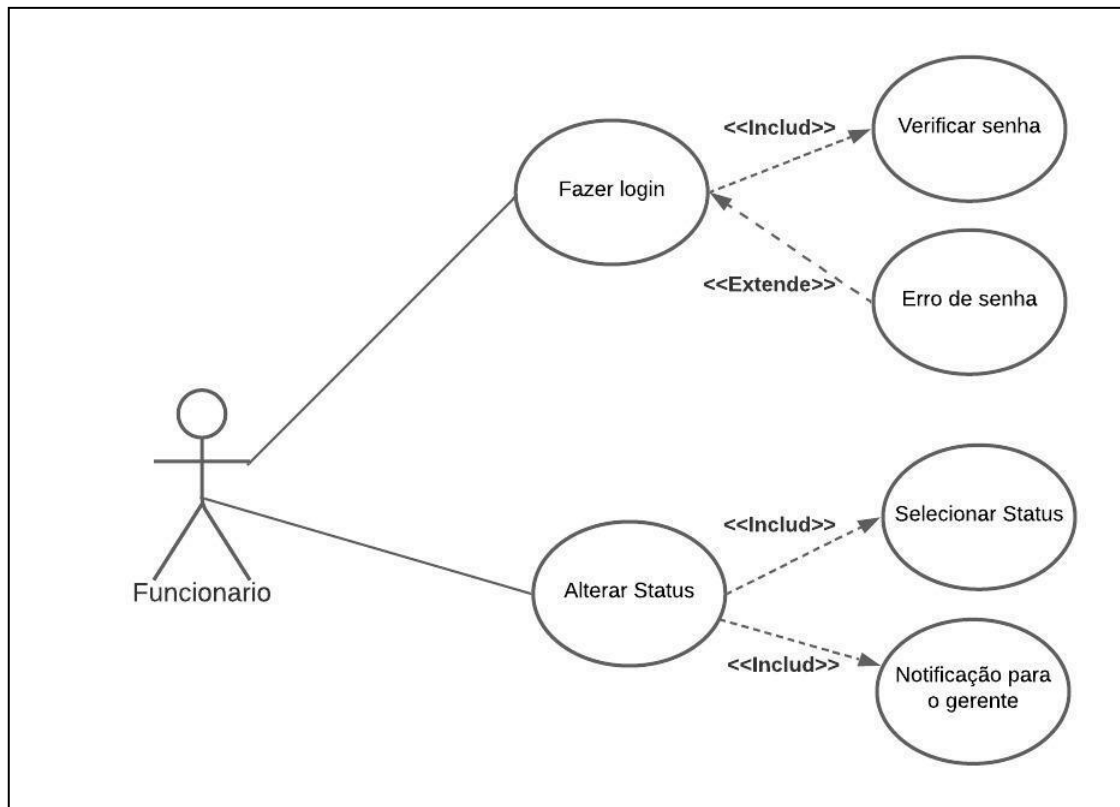 <<Includ>>
Verificar senha
Fazer login
<<Extende>>
Erro de senha
<<Includ>>
Selecionar Status
Funcionario
Alterar Status
<<Includ>>
Notificação para
o gerente